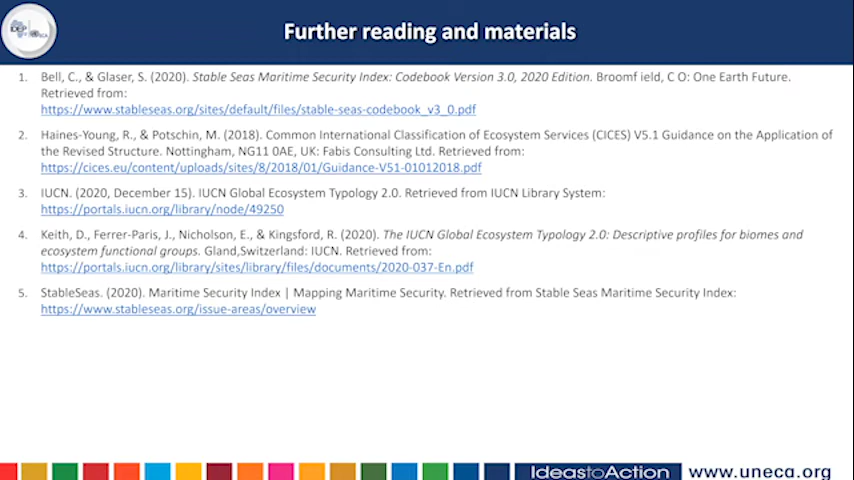 IDEP
ECA
Further reading and materials
1. Bell, C., & Glaser, S. (2020). Stable Seas Maritime Security Index: Codebook Version 3.0, 2020 Edition. Broomf ield, C O: One Earth Future.
Retrieved from:
https://www.stableseas.org/sites/default/files/stable-seas-codebook_v3_0.pdf
2. Haines-Young, R., & Potschin, M. (2018). Common International Classification of Ecosystem Services (CICES) V5.1 Guidance on the Application of
the Revised Structure. Nottingham, NG11 0AE, UK: Fabis Consulting Ltd. Retrieved from:
https://cices.eu/content/uploads/sites/8/2018/01/Guidance-V51-01012018.pdf
3. IUCN. (2020, December 15). IUCN Global Ecosystem Typology 2.0. Retrieved from IUCN Library System:
https://portals.iucn.org/library/node/49250
4. Keith, D., Ferrer-Paris, J., Nicholson, E., & Kingsford, R. (2020). The IUCN Global Ecosystem Typology 2.0: Descriptive profiles for biomes and
ecosystem functional groups. Gland,Switzerland: IUCN. Retrieved from:
https://portals.iucn.org/library/sites/library/files/documents/2020-037-En.pdf
5. StableSeas. (2020). Maritime Security Index | Mapping Maritime Security. Retrieved from Stable Seas Maritime Security Index:
https://www.stableseas.org/issue-areas/overview
IdeastoAction
www.uneca.org